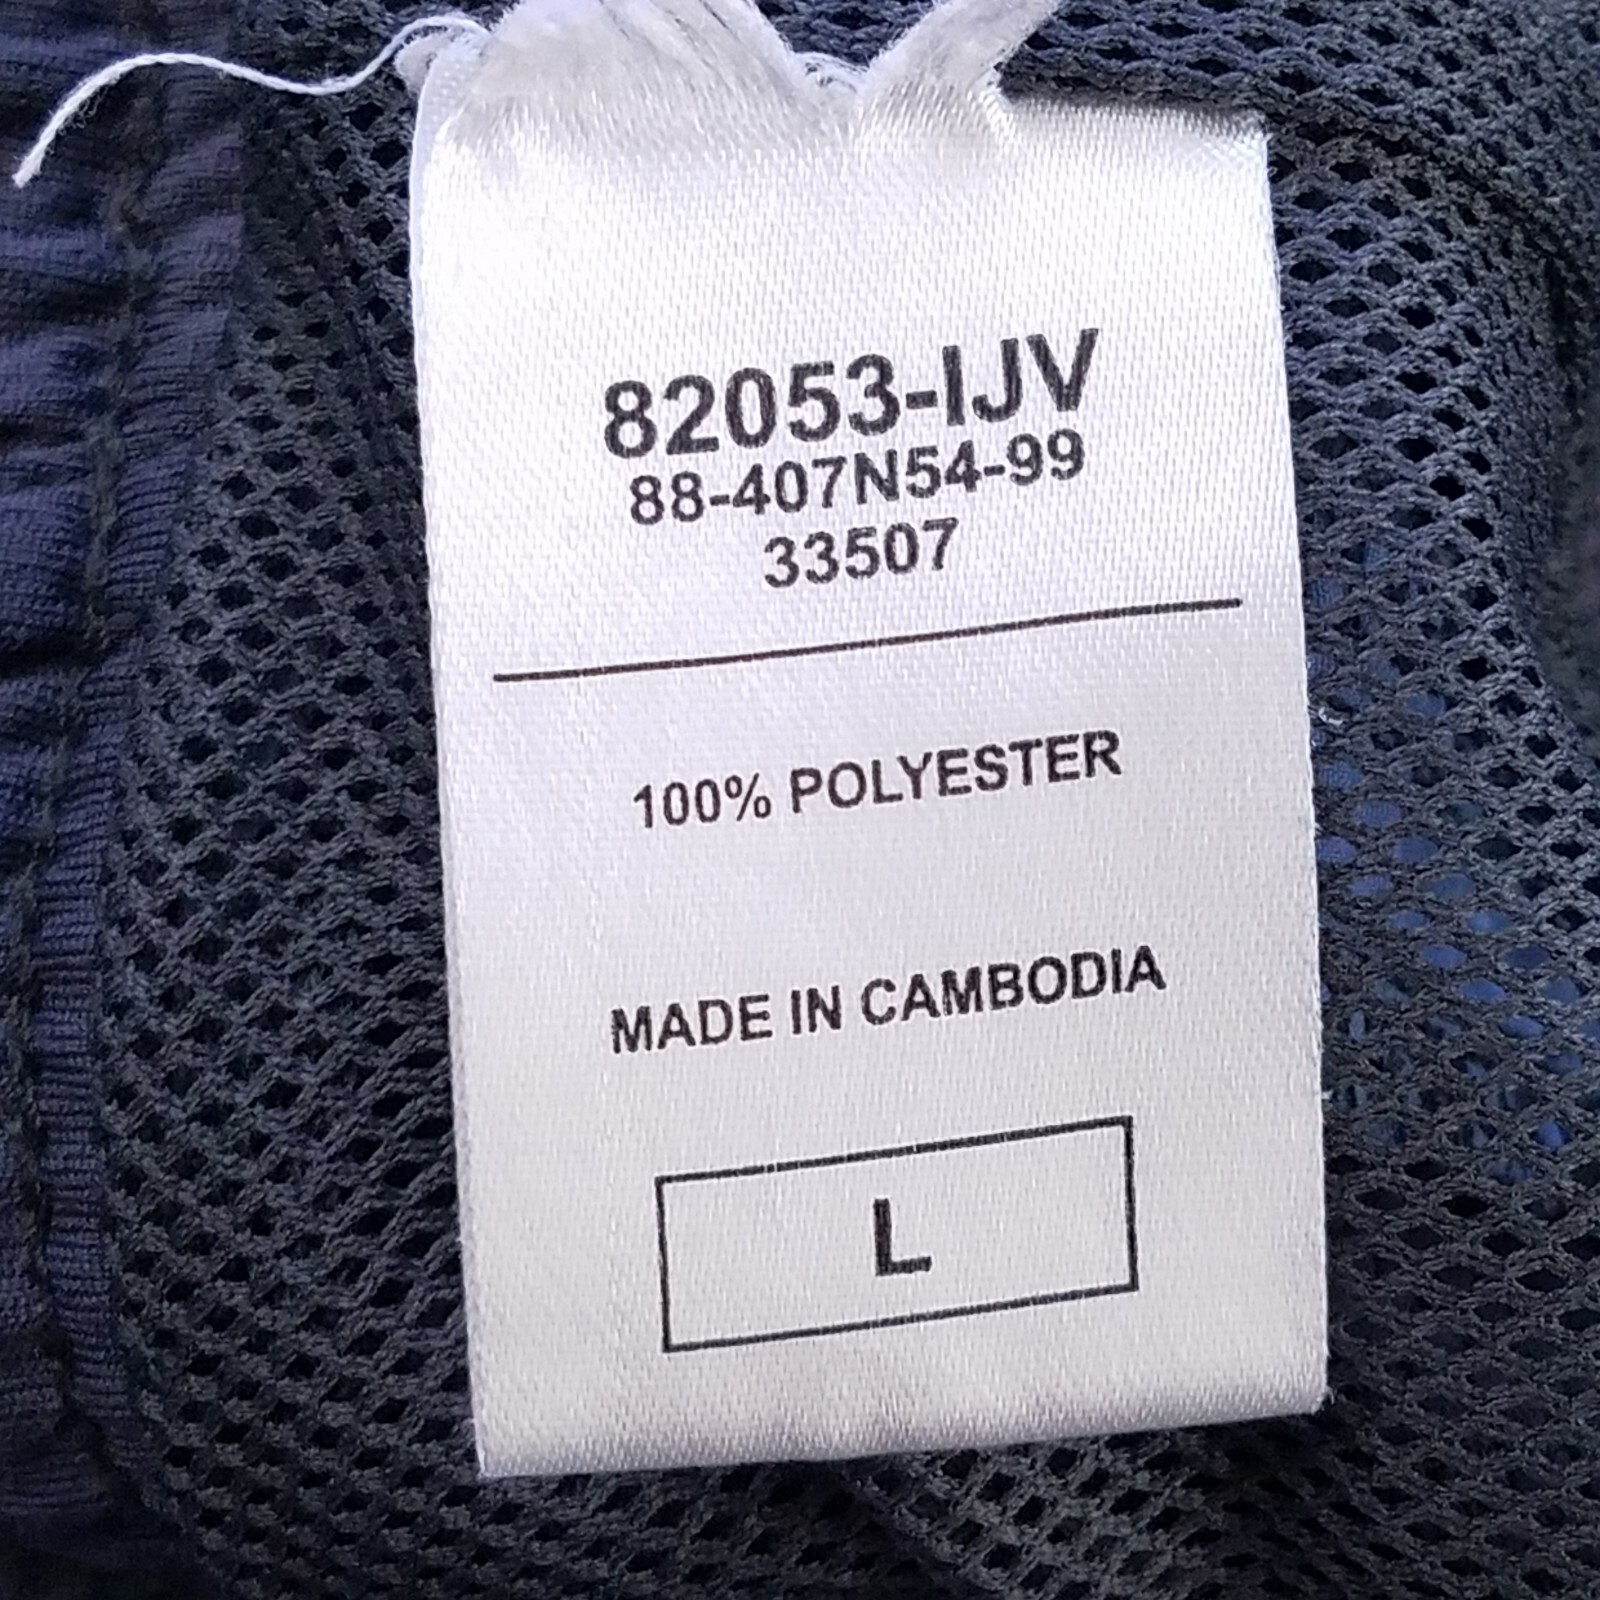 82053-IJV
88-407N54-99
33507
100% POLYESTER
MADE IN CAMBODIA
L